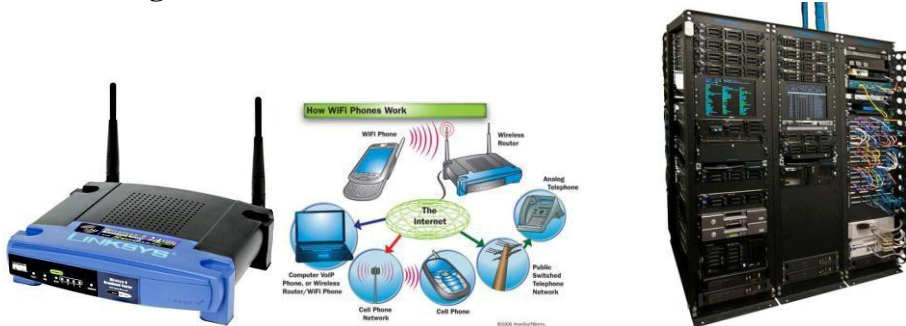 LINKSYS
How WiFi Phones Work
WiFi Phone
Wireless
Router
Analog
Telephone
The
Internet
Computer VoIP
Phone, or Wireless
Router/WiFi Phone
Cell Phone
Network
Cell Phone
Public
Switched
Telephone
Network